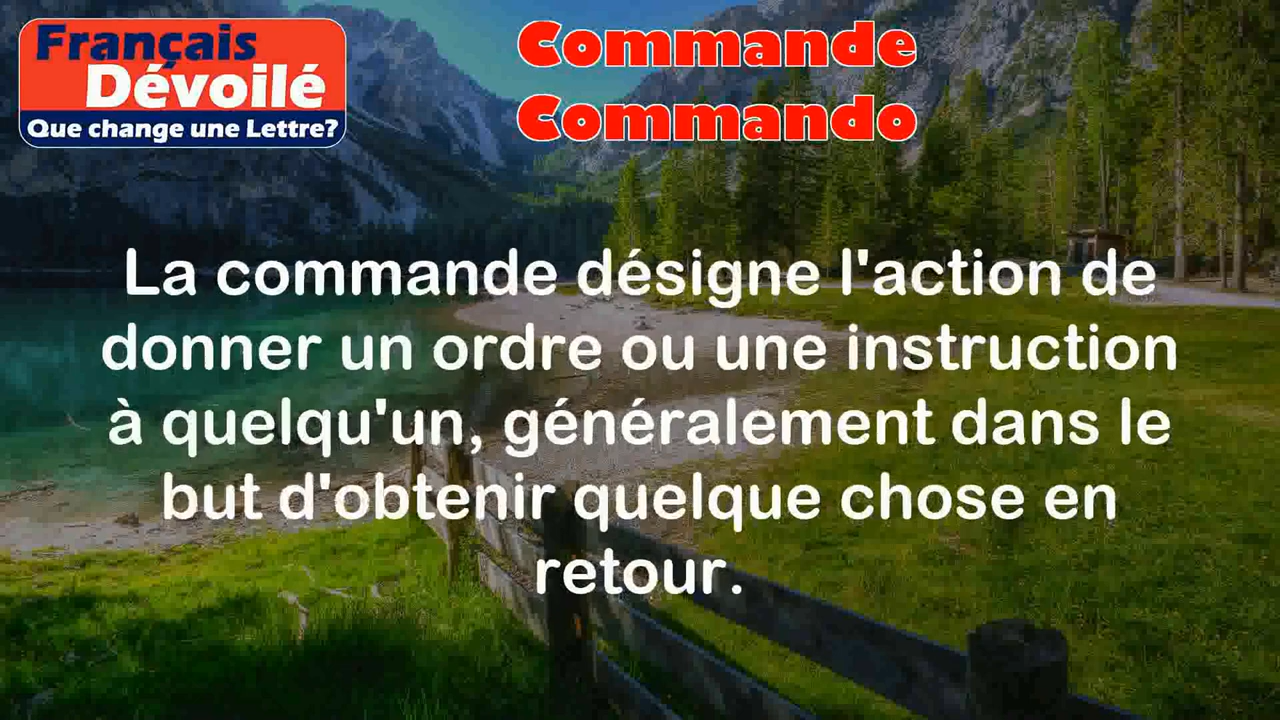 Français
Dévoilé
Que change une Lettre?
Commande
Commando
La commande désigne l'action de
donner un ordre ou une instruction
à quelqu'un, généralement dans le
but d'obtenir quelque chose en
retour.